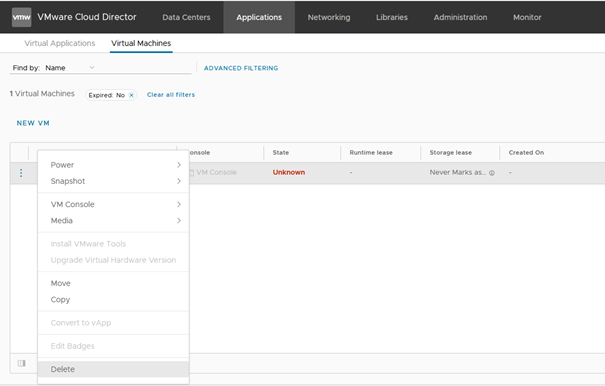 vmw VMware Cloud Director Data Centers Applications Networking Libraries Administration Monitor
Virtual Applications Virtual Machines
Find by: Name ADVANCED FILTERING
1 Virtual Machines Expired: No × Clear all filters
NEW VM
onsole State Runtime lease Storage lease Created On
VM Console Unknown - Never Marks as... -
Power
Snapshot
VM Console
Media
Install VMware Tools
Upgrade Virtual Hardware Version
Move
Copy
Convert to vApp
Edit Badges
Delete